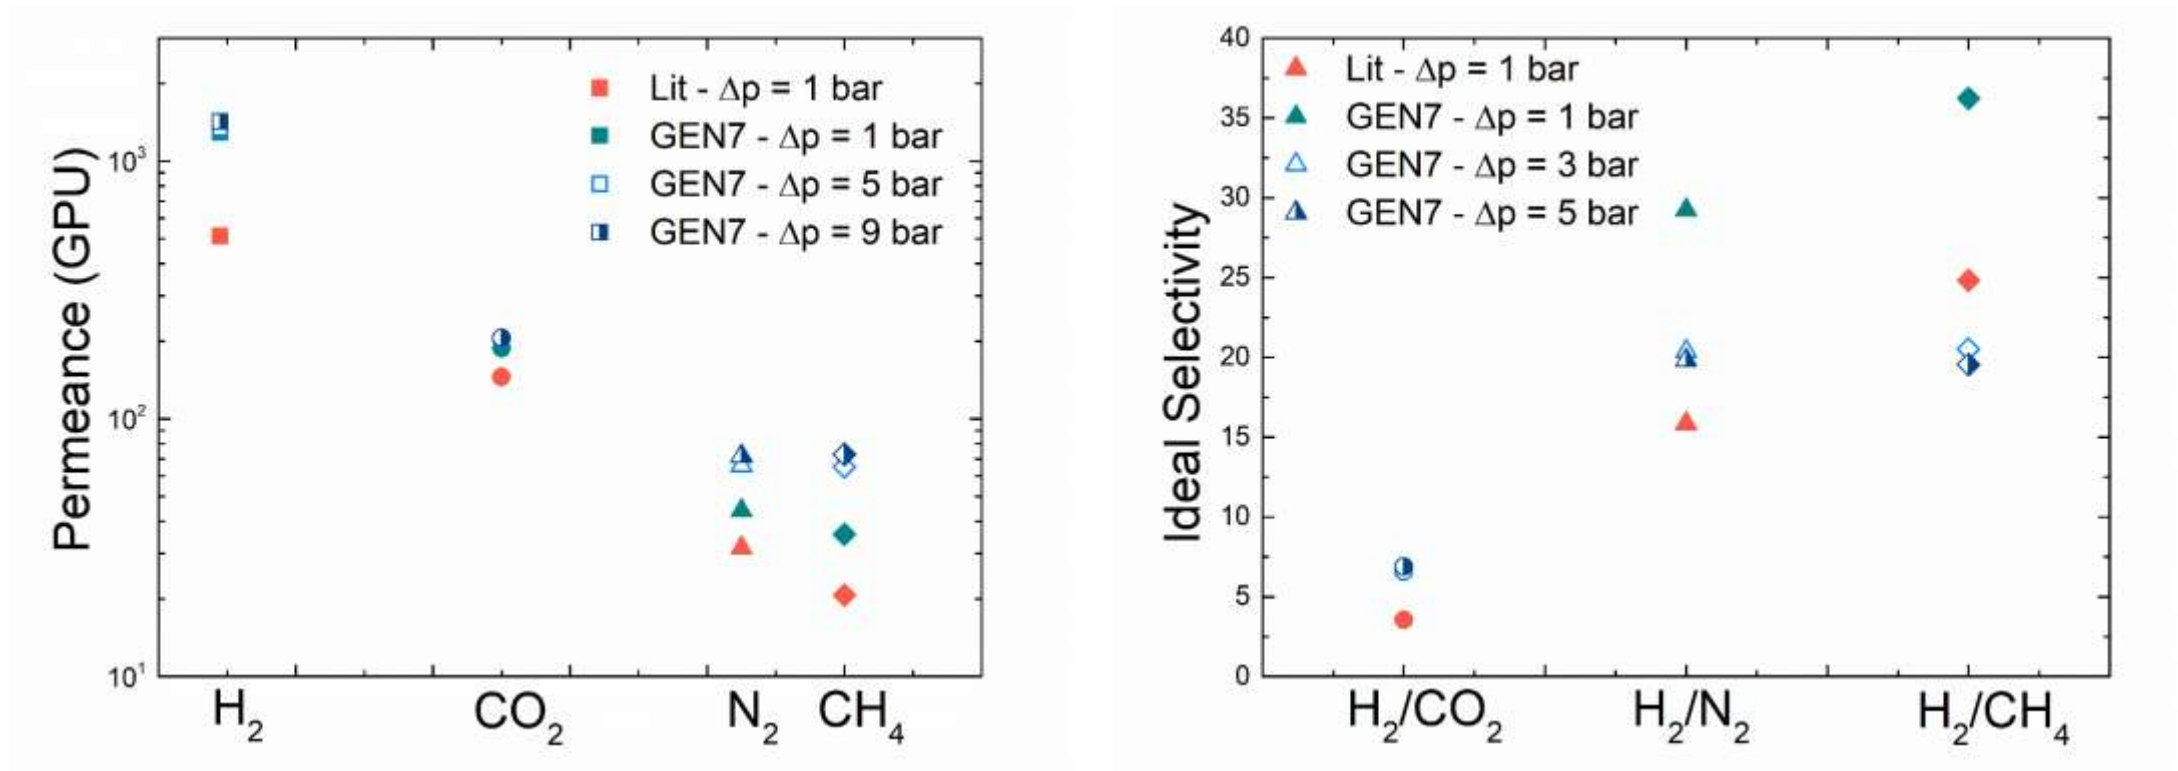 Permeance (GPU)
10³
10²
10¹
Lit - Δp = 1 bar
GEN7 - Δp = 1 bar
GEN7 - Δp = 5 bar
GEN7 - Δp = 9 bar
H₂ CO₂ N₂ CH₄
Ideal Selectivity
40
35
30
25
20
15
10
5
0
Lit - Δp = 1 bar
GEN7 - Δp = 1 bar
GEN7 - Δp = 3 bar
GEN7 - Δp = 5 bar
H₂/CO₂ H₂/N₂ H₂/CH₄